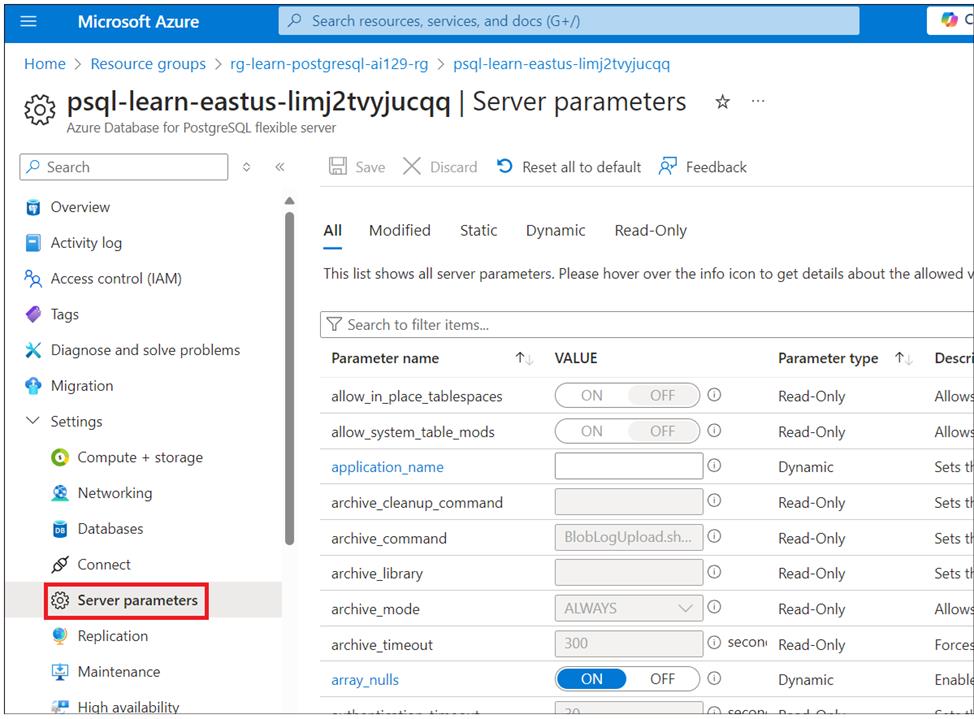 Microsoft Azure
Search resources, services, and docs (G+/)
C
Home > Resource groups > rg-learn-postgresql-ai129-rg > psql-learn-eastus-limj2tvyjucqq
psql-learn-eastus-limj2tvyjucqq | Server parameters
Azure Database for PostgreSQL flexible server
Search
Overview
Activity log
Access control (IAM)
Tags
Diagnose and solve problems
Migration
Settings
Compute + storage
Networking
Databases
Connect
Server parameters
Replication
Maintenance
High availability
Save Discard Reset all to default Feedback
All Modified Static Dynamic Read-Only
This list shows all server parameters. Please hover over the info icon to get details about the allowed v
Search to filter items...
Parameter name VALUE Parameter type Descri
allow_in_place_tablespaces ON OFF Read-Only Allows
allow_system_table_mods ON OFF Read-Only Allows
application_name Dynamic Sets th
archive_cleanup_command Read-Only Sets th
archive_command BlobLogUpload.sh... Read-Only Sets th
archive_library Read-Only Sets th
archive_mode ALWAYS Read-Only Allows
archive_timeout 300 secon Read-Only Forces
array_nulls ON OFF Dynamic Enable
authentication_timeout 30 secon Read-Only Sets th